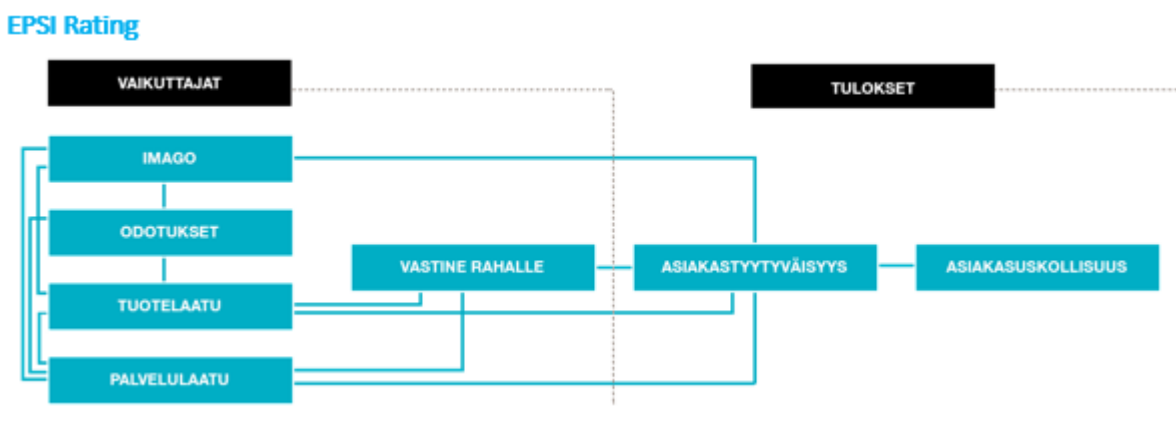 EPSI Rating
VAIKUTTAJAT
TULOKSET
IMAGO
ODOTUKSET
VASTINE RAHALLE
ASIAKASTYYTYVÄISYYS
ASIAKASUSKOLLISUUS
TUOTELAATU
PALVELULAATU